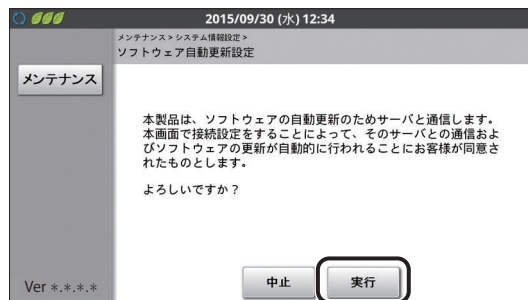 2015/09/30 (水) 12:34
メンテナンス > システム情報設定 >
ソフトウェア自動更新設定
メンテナンス
本製品は、ソフトウェアの自動更新のためサーバと通信します。
本画面で接続設定をすることによって、そのサーバとの通信およ
びソフトウェアの更新が自動的に行われることにお客様が同意さ
れたものとします。
よろしいですか？
中止
実行
Ver *.*.*.*